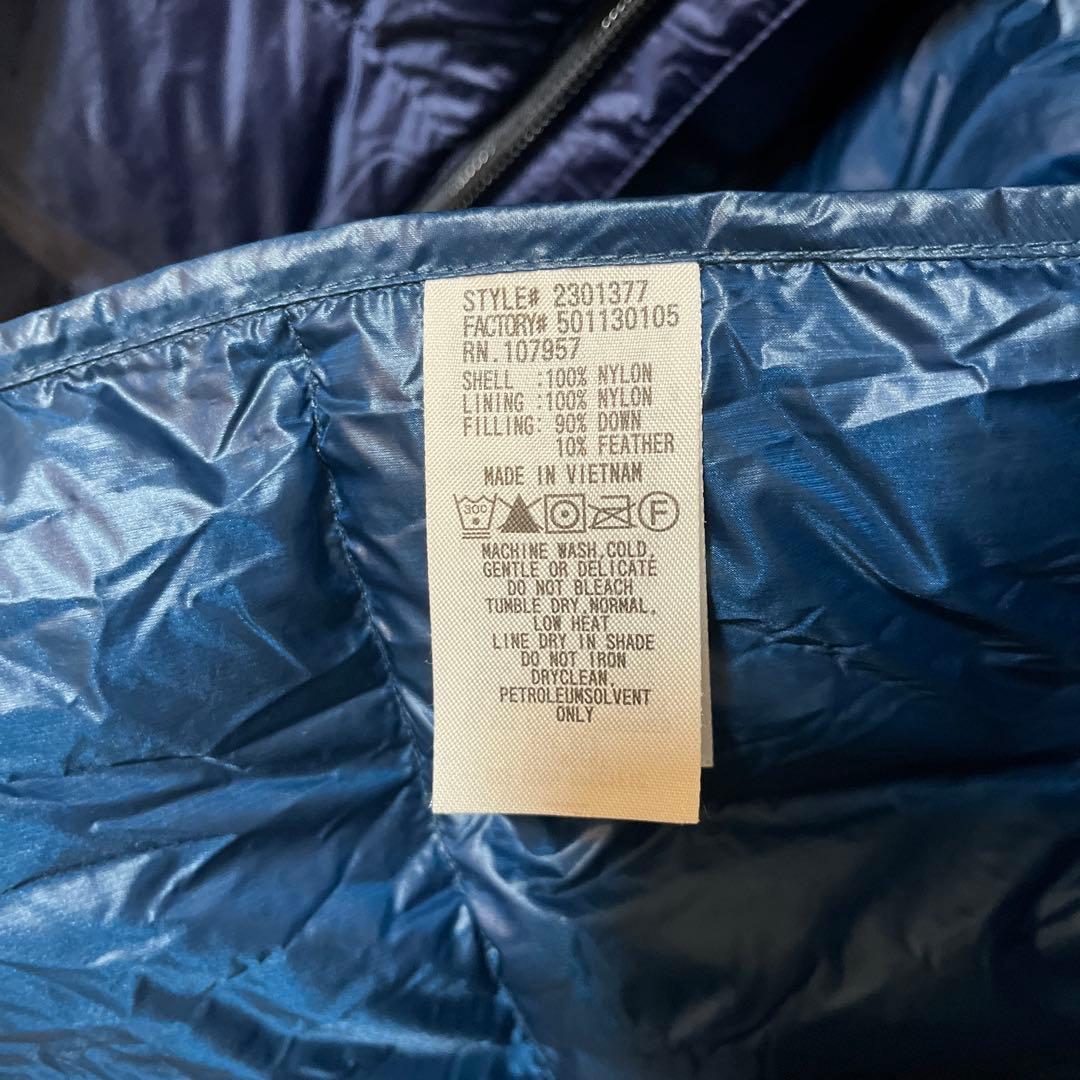 STYLE# 2301377
FACTORY# 501130105
RN.107957
SHELL :100% NYLON
LINING :100% NYLON
FILLING: 90% DOWN
10% FEATHER
MADE IN VIETNAM
30C F
MACHINE WASH,COLD,
GENTLE OR DELICATE
DO NOT BLEACH
TUMBLE DRY,NORMAL,
LOW HEAT
LINE DRY IN SHADE
DO NOT IRON
DRYCLEAN,
PETROLEUMSOLVENT
ONLY